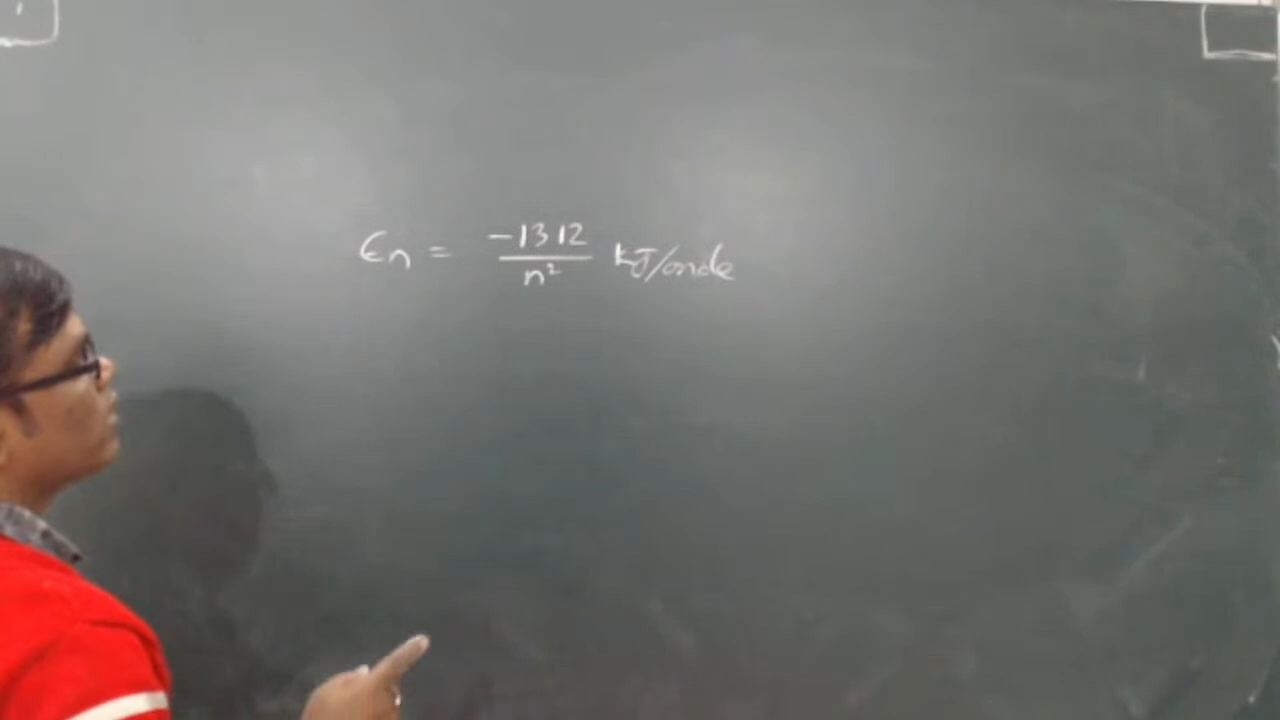 En = -1312/n² kJ/mole